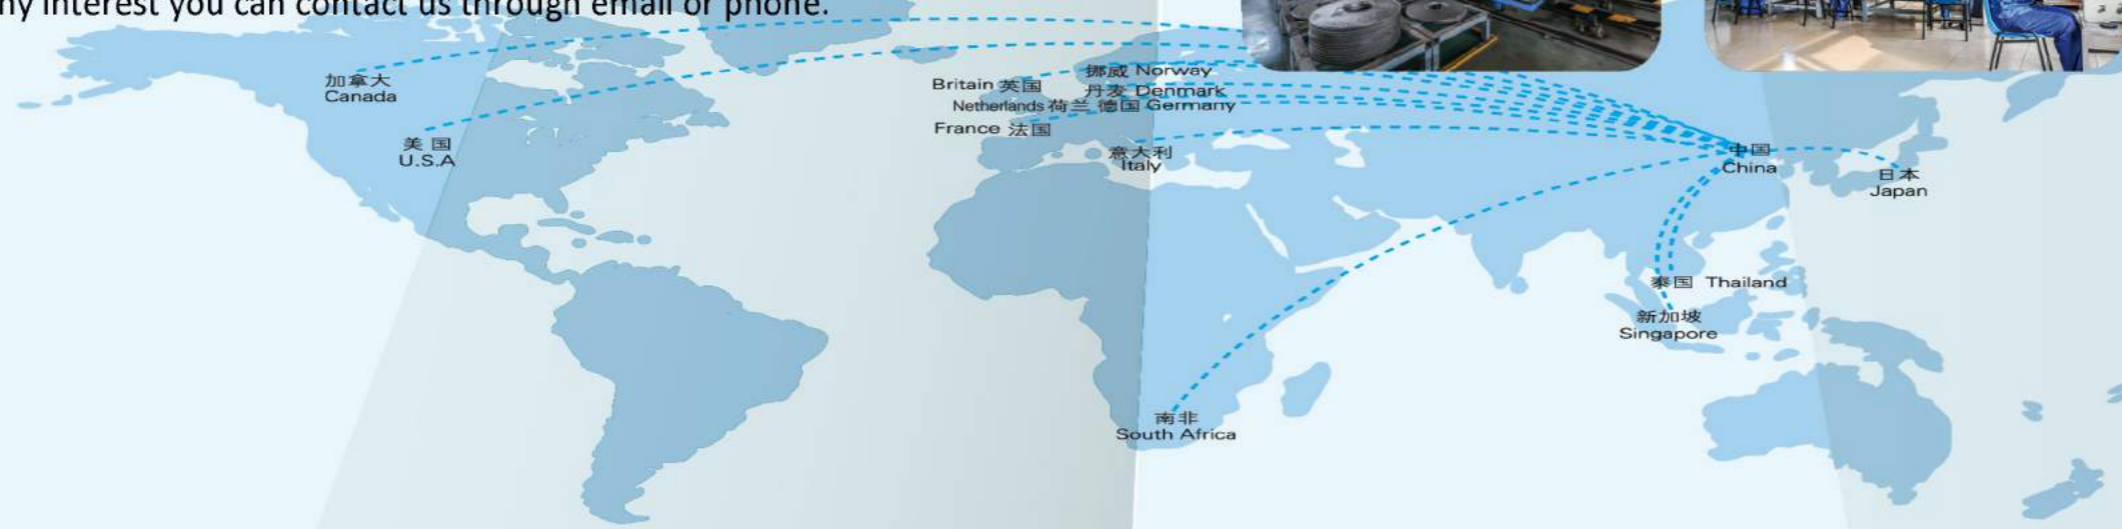 ny interest you can contact us through email or phone.
加拿大
Canada
美国
U.S.A
Britain 英国
挪威 Norway
丹麦 Denmark
Netherlands 荷兰 德国 Germany
France 法国
意大利
Italy
中国
China
日本
Japan
泰国 Thailand
新加坡
Singapore
南非
South Africa